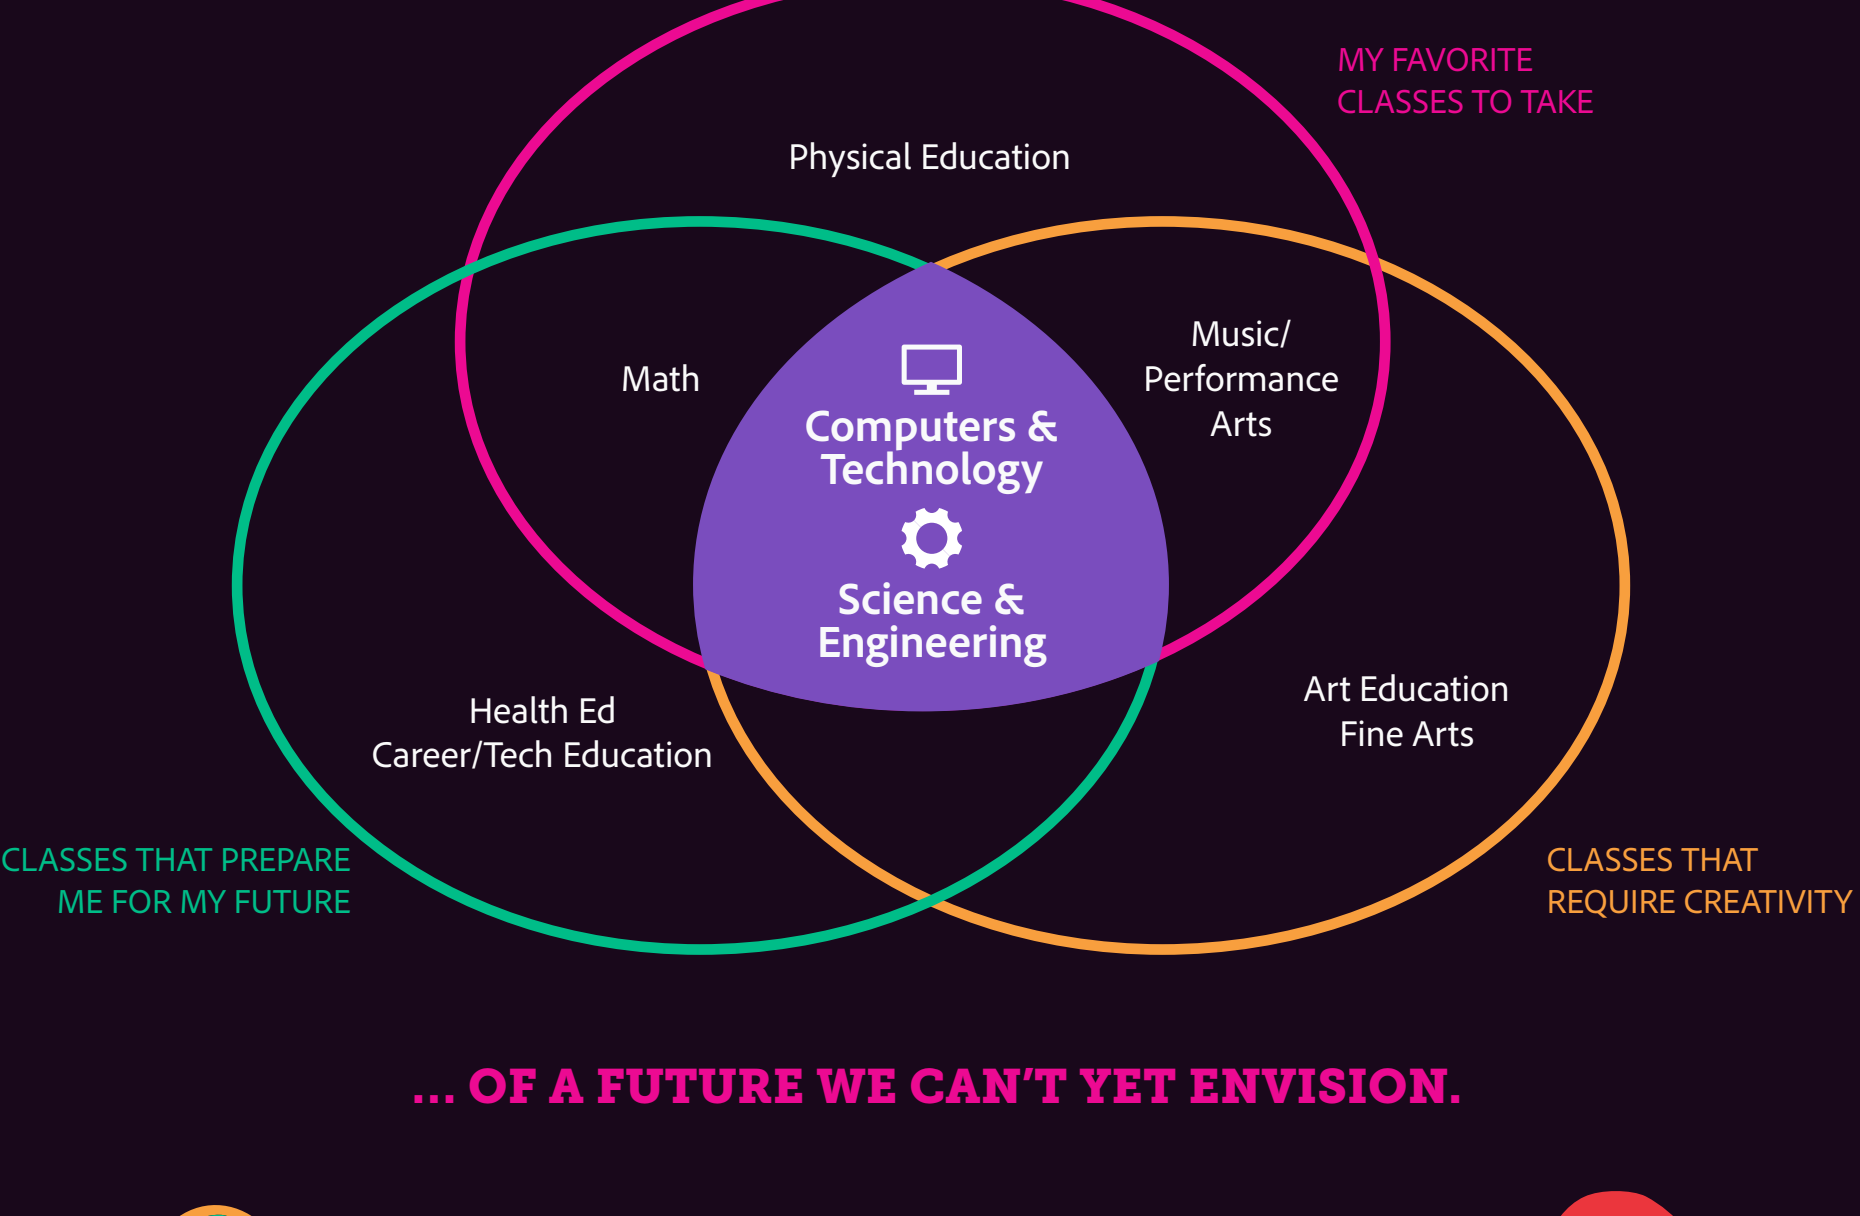 MY FAVORITE
CLASSES TO TAKE
Physical Education
Math
Music/
Performance
Arts
Computers &
Technology
Science &
Engineering
Health Ed
Career/Tech Education
Art Education
Fine Arts
CLASSES THAT PREPARE
ME FOR MY FUTURE
CLASSES THAT
REQUIRE CREATIVITY
... OF A FUTURE WE CAN'T YET ENVISION.